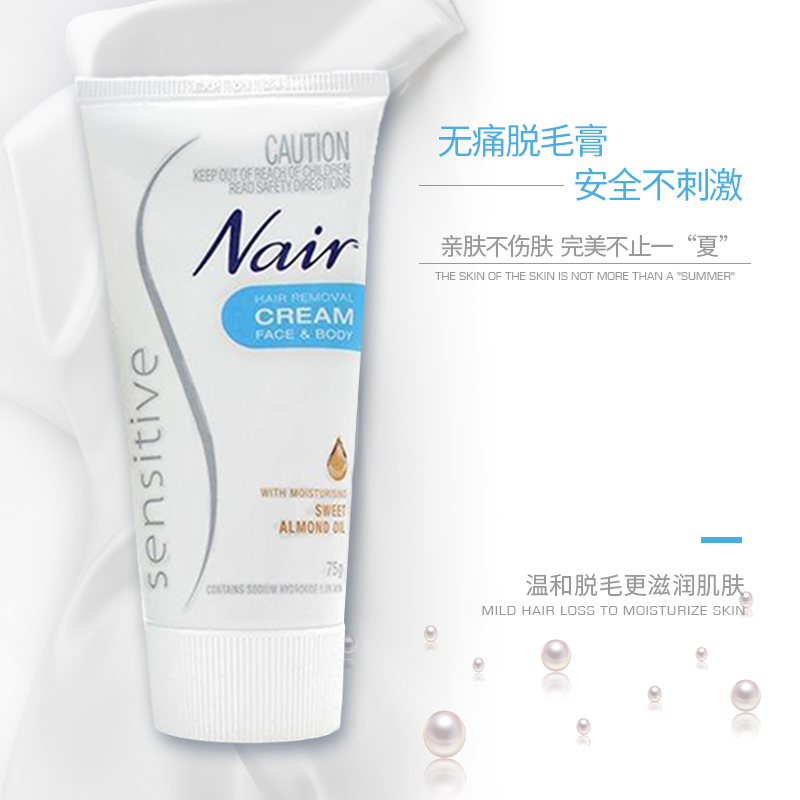 CAUTION
KEEP OUT OF REACH OF CHILDREN
READ SAFETY DIRECTIONS
Nair
HAIR REMOVAL
CREAM
FACE & BODY
sensitive
WITH MOISTURISING
SWEET
ALMOND OIL
75g
CONTAINS SODIUM HYDROXIDE
无痛脱毛膏
安全不刺激
亲肤不伤肤 完美不止一“夏”
THE SKIN OF THE SKIN IS NOT MORE THAN A "SUMMER"
温和脱毛更滋润肌肤
MILD HAIR LOSS TO MOISTURIZE SKIN